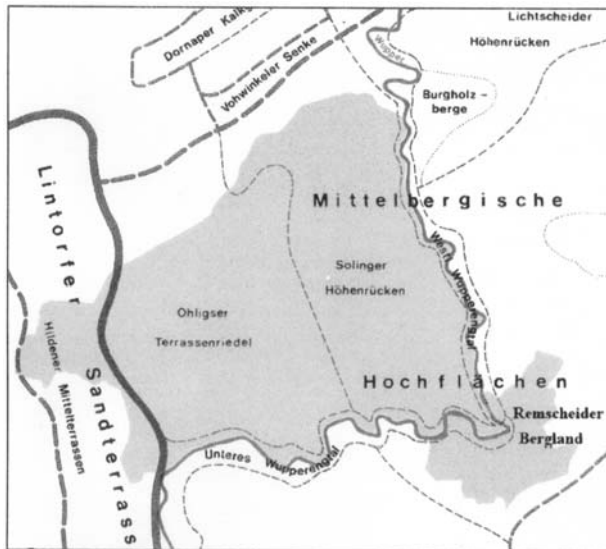 Lichtscheider
Höhenrücken
Dornaper Kalkg
Vohwinkeler Senke
Wupper
Burgholz-
berge
Mittelbergische
Lintorfer
Sandterrass
Westl. Wupperengtal
Solinger
Höhenrücken
Ohligser
Terrassenriedel
Hildener Mittelterrassen
Hochflächen
Remscheider
Bergland
Unteres Wupperengtal